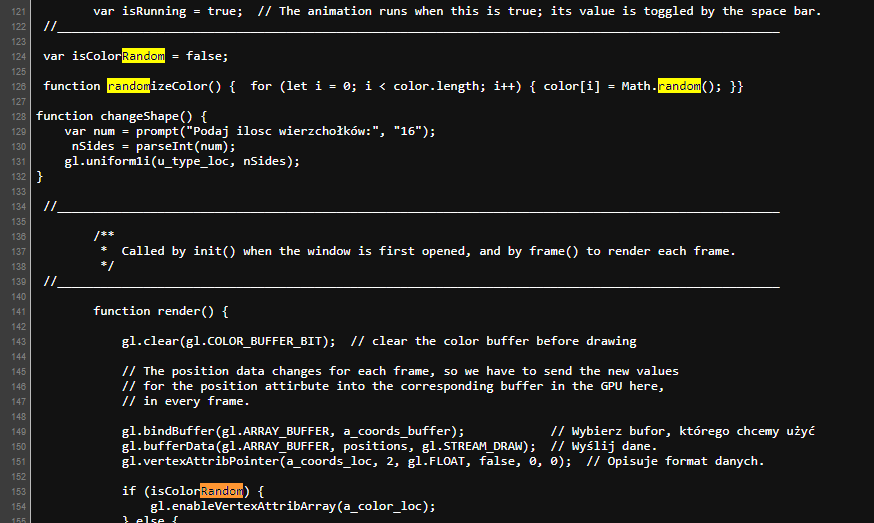 121 var isRunning = true;  // The animation runs when this is true; its value is toggled by the space bar.
122 //______________________________________________________________________________________________________
123
124 var isColorRandom = false;
125
126 function randomizeColor() {  for (let i = 0; i < color.length; i++) { color[i] = Math.random(); }}
127
128 function changeShape() {
129 var num = prompt("Podaj ilosc wierzchołków:", "16");
130 nSides = parseInt(num);
131 gl.uniform1i(u_type_loc, nSides);
132 }
133
134 //______________________________________________________________________________________________________
135
136 /**
137 *  Called by init() when the window is first opened, and by frame() to render each frame.
138 */
139 //______________________________________________________________________________________________________
140
141 function render() {
142
143 gl.clear(gl.COLOR_BUFFER_BIT);  // clear the color buffer before drawing
144
145 // The position data changes for each frame, so we have to send the new values
146 // for the position attirbute into the corresponding buffer in the GPU here,
147 // in every frame.
148
149 gl.bindBuffer(gl.ARRAY_BUFFER, a_coords_buffer);            // Wybierz bufor, którego chcemy użyć
150 gl.bufferData(gl.ARRAY_BUFFER, positions, gl.STREAM_DRAW);  // Wyślij dane.
151 gl.vertexAttribPointer(a_coords_loc, 2, gl.FLOAT, false, 0, 0);  // Opisuje format danych.
152
153 if (isColorRandom) {
154 gl.enableVertexAttribArray(a_color_loc);
155 } else {